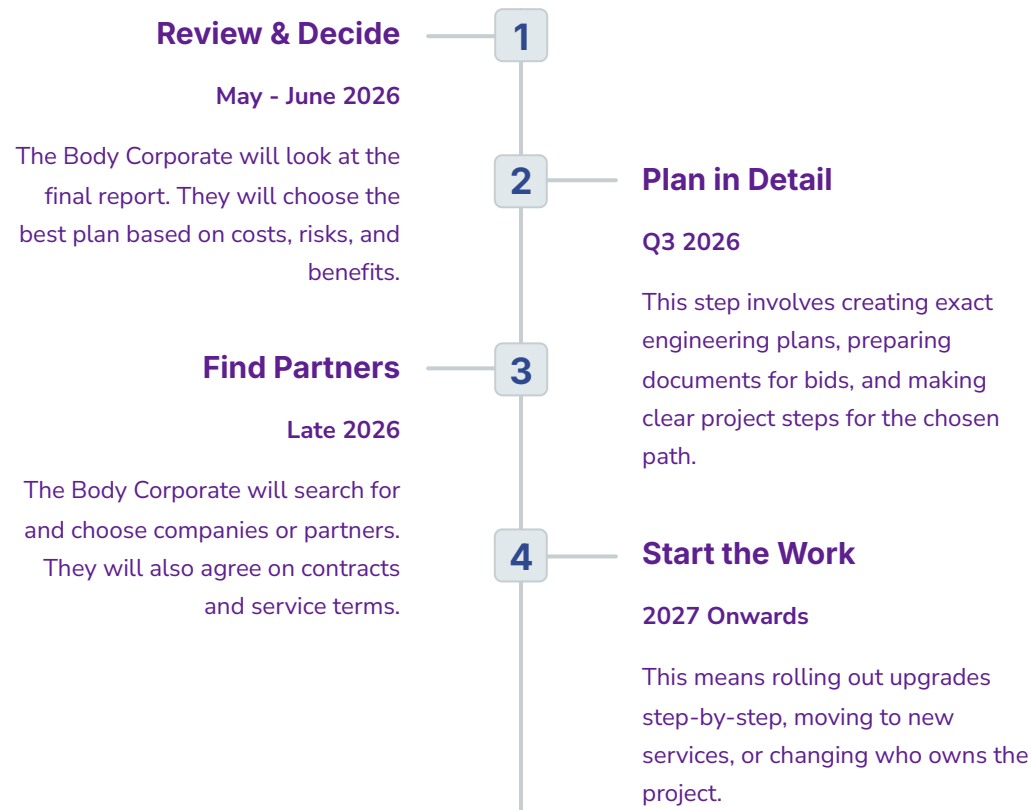 Review & Decide
1
May - June 2026
The Body Corporate will look at the
final report. They will choose the
best plan based on costs, risks, and
benefits.
2
Plan in Detail
Q3 2026
This step involves creating exact
engineering plans, preparing
documents for bids, and making
clear project steps for the chosen
path.
Find Partners
3
Late 2026
The Body Corporate will search for
and choose companies or partners.
They will also agree on contracts
and service terms.
4
Start the Work
2027 Onwards
This means rolling out upgrades
step-by-step, moving to new
services, or changing who owns the
project.